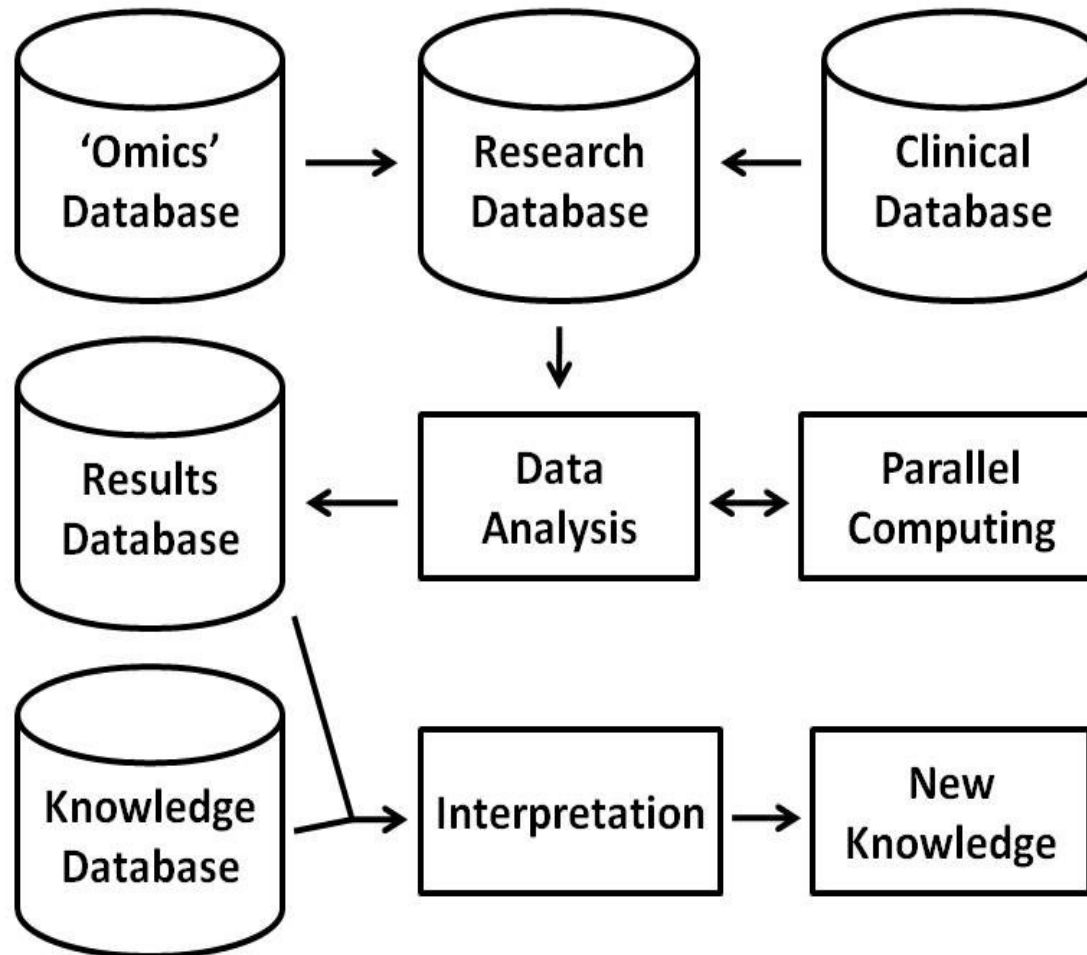 ‘Omics’
Database
Research
Database
Clinical
Database
Results
Database
Data
Analysis
Parallel
Computing
Knowledge
Database
Interpretation
New
Knowledge